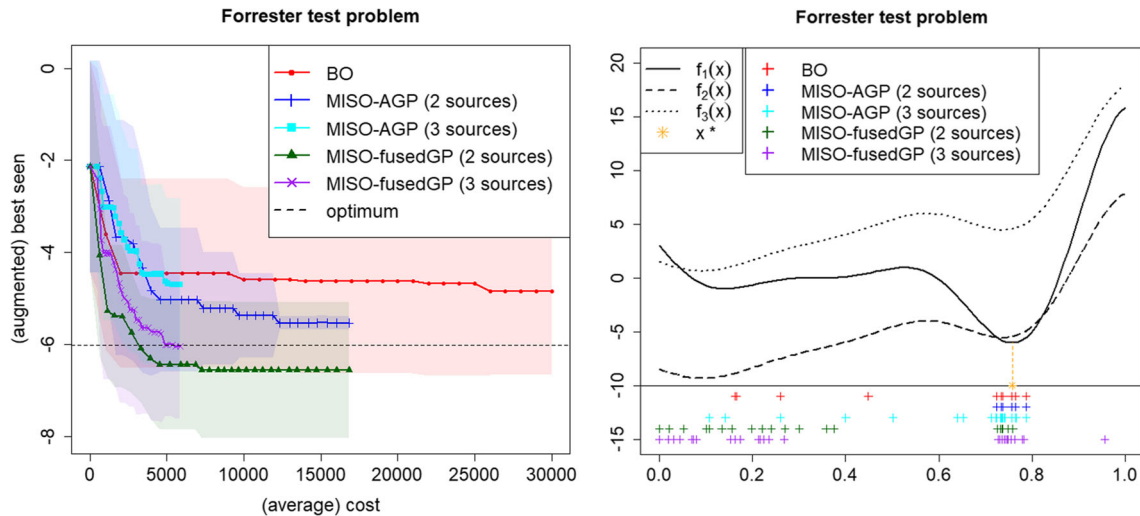 Forrester test problem
(augmented) best seen
0
-2
-4
-6
-8
BO
MISO-AGP (2 sources)
MISO-AGP (3 sources)
MISO-fusedGP (2 sources)
MISO-fusedGP (3 sources)
optimum
0 5000 10000 15000 20000 25000 30000
(average) cost
Forrester test problem
20
15
10
5
0
-5
-10
-15
f1(x)
f2(x)
f3(x)
x *
BO
MISO-AGP (2 sources)
MISO-AGP (3 sources)
MISO-fusedGP (2 sources)
MISO-fusedGP (3 sources)
0.0 0.2 0.4 0.6 0.8 1.0